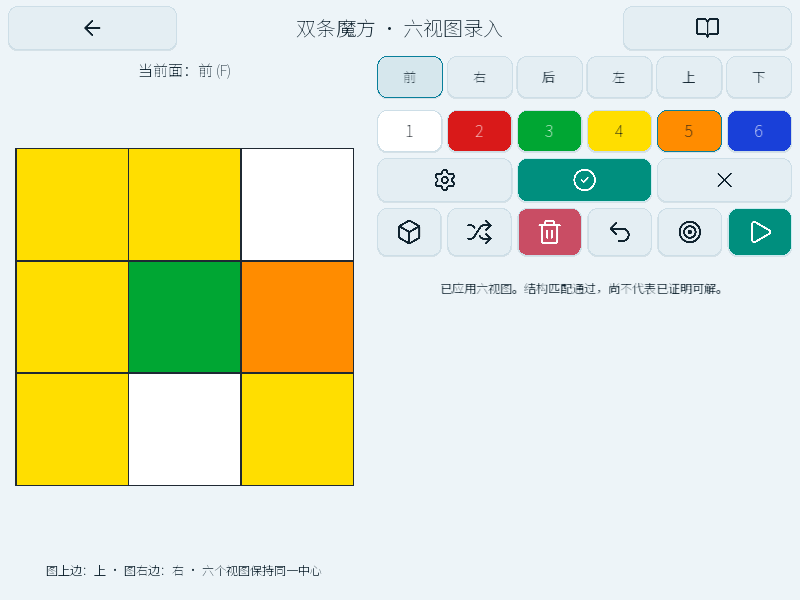 双条魔方 · 六视图录入
当前面：前 (F)
前 右 后 左 上 下
1 2 3 4 5 6
已应用六视图。结构匹配通过，尚不代表已证明可解。
图上边：上 · 图右边：右 · 六个视图保持同一中心